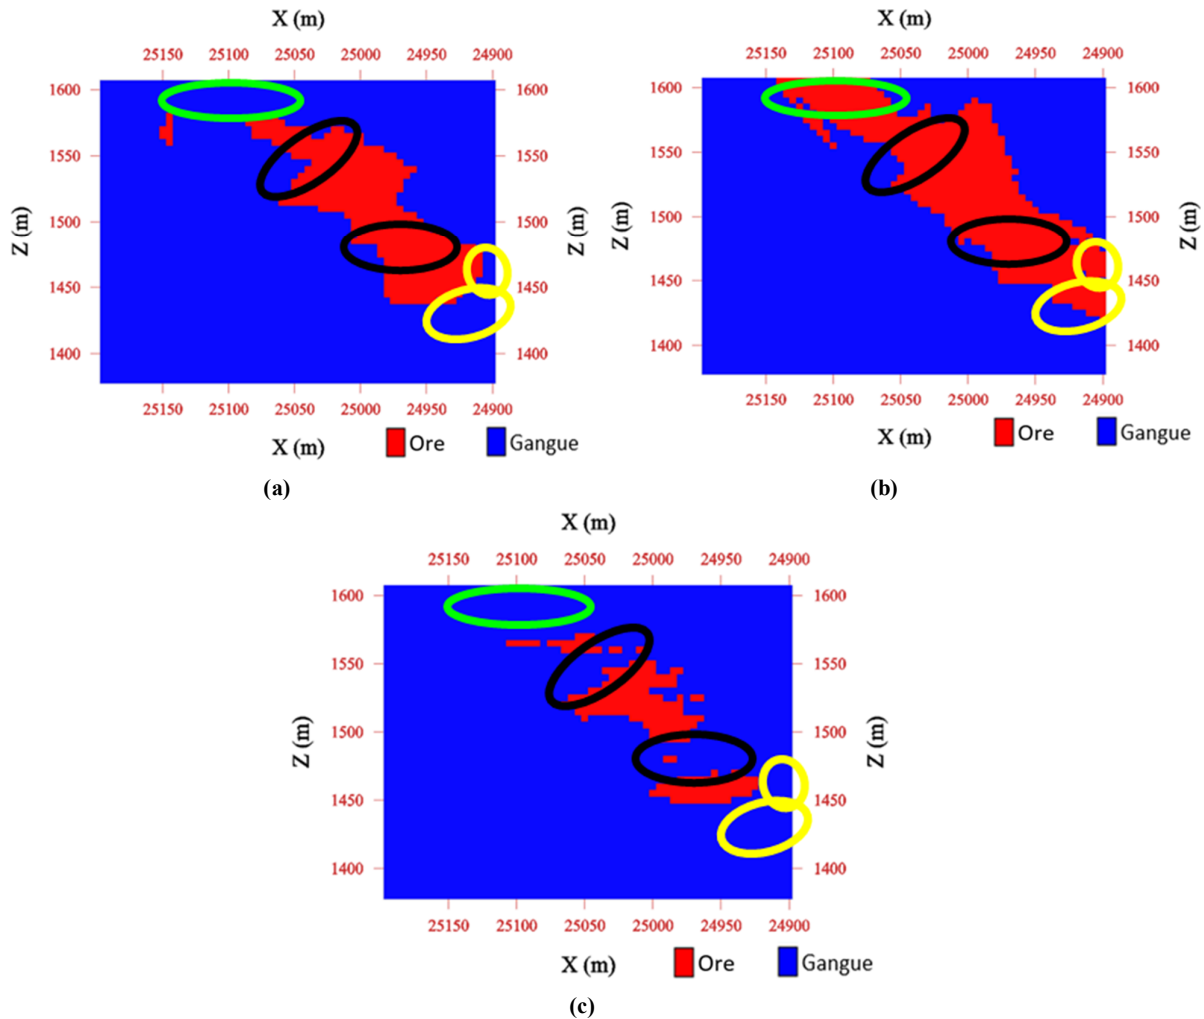 X (m)
X (m)
25150 25100 25050 25000 24950 24900
25150 25100 25050 25000 24950 24900
1600 1600 1600 1600
1550 1550 1550 1550
1500 1500 1500 1500
Z (m) Z (m) Z (m) Z (m)
1450 1450 1450 1450
1400 1400 1400 1400
25150 25100 25050 25000 24950 24900
25150 25100 25050 25000 24950 24900
X (m) Ore Gangue
X (m) Ore Gangue
(a)
(b)
X (m)
25150 25100 25050 25000 24950 24900
1600 1600
1550 1550
1500 1500
Z (m) Z (m)
1450 1450
1400 1400
25150 25100 25050 25000 24950 24900
X (m) Ore Gangue
(c)